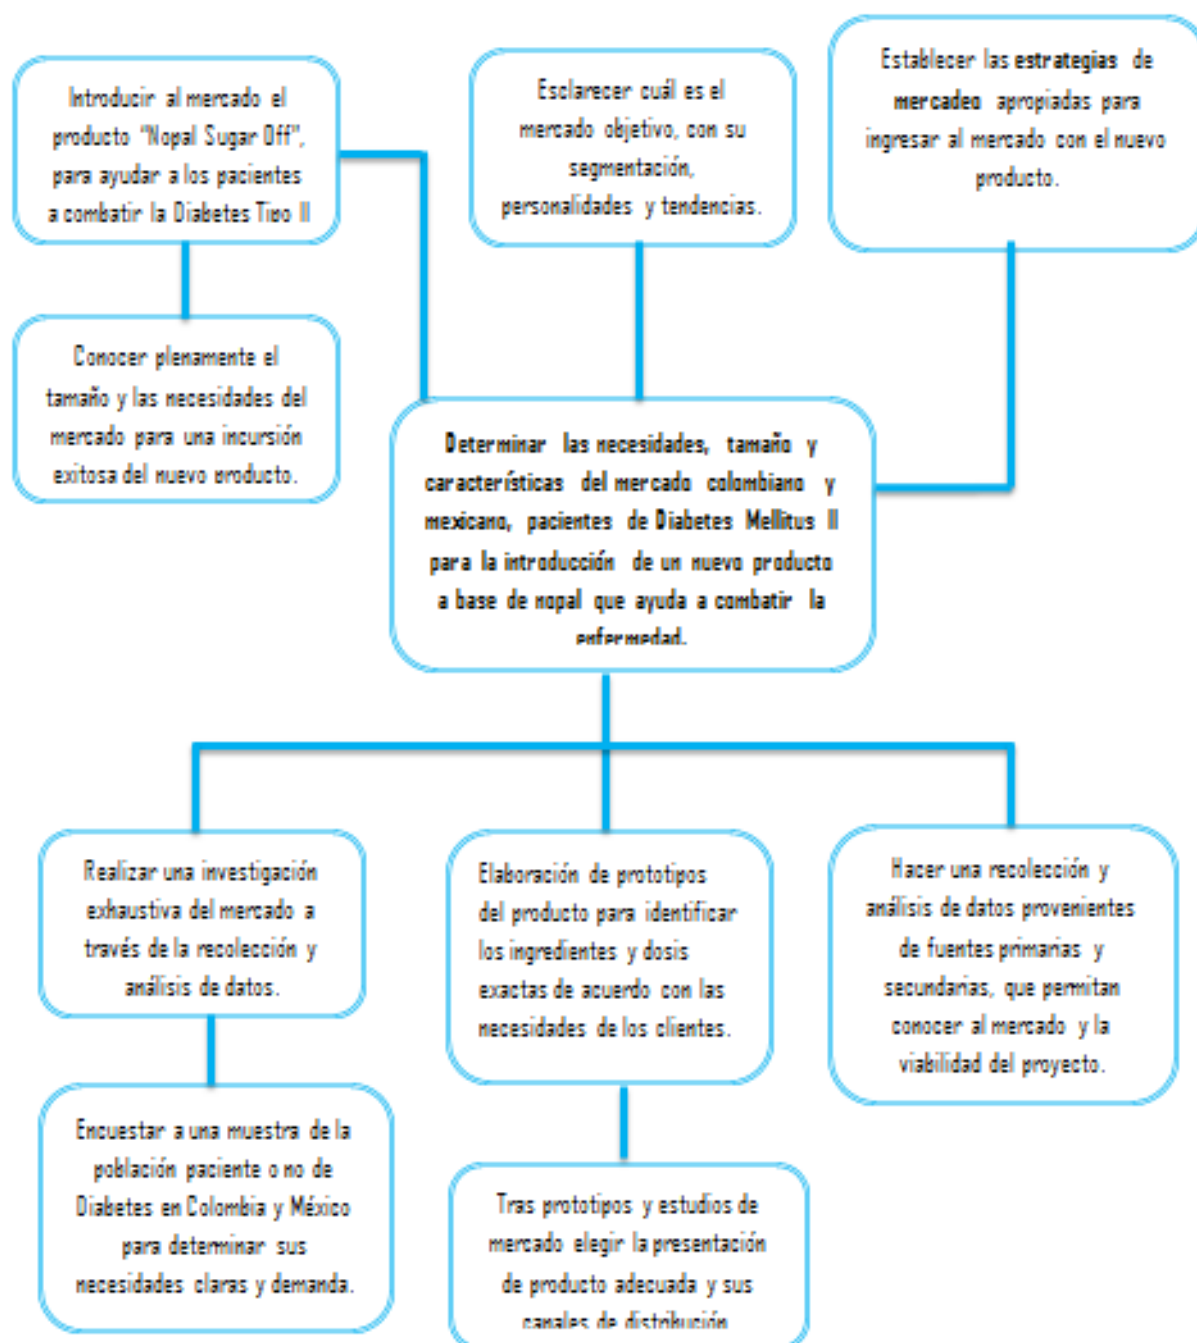 Introducir al mercado el
producto “Nopal Sugar Off”,
para ayudar a los pacientes
a combatir la Diabetes Tipo II
Esclarecer cuál es el
mercado objetivo, con su
segmentación,
personalidades y tendencias.
Establecer las estrategias de
mercadeo apropiadas para
ingresar al mercado con el nuevo
producto.
Conocer plenamente el
tamaño y las necesidades del
mercado para una incursión
exitosa del nuevo producto.
Determinar las necesidades, tamaño y
características del mercado colombiano y
mexicano, pacientes de Diabetes Mellitus II
para la introducción de un nuevo producto
a base de nopal que ayuda a combatir la
enfermedad.
Realizar una investigación
exhaustiva del mercado a
través de la recolección y
análisis de datos.
Elaboración de prototipos
del producto para identificar
los ingredientes y dosis
exactas de acuerdo con las
necesidades de los clientes.
Hacer una recolección y
análisis de datos provenientes
de fuentes primarias y
secundarias, que permitan
conocer al mercado y la
viabilidad del proyecto.
Encuestar a una muestra de la
población paciente o no de
Diabetes en Colombia y México
para determinar sus
necesidades claras y demanda.
Tras prototipos y estudios de
mercado elegir la presentación
de producto adecuada y sus
canales de distribución